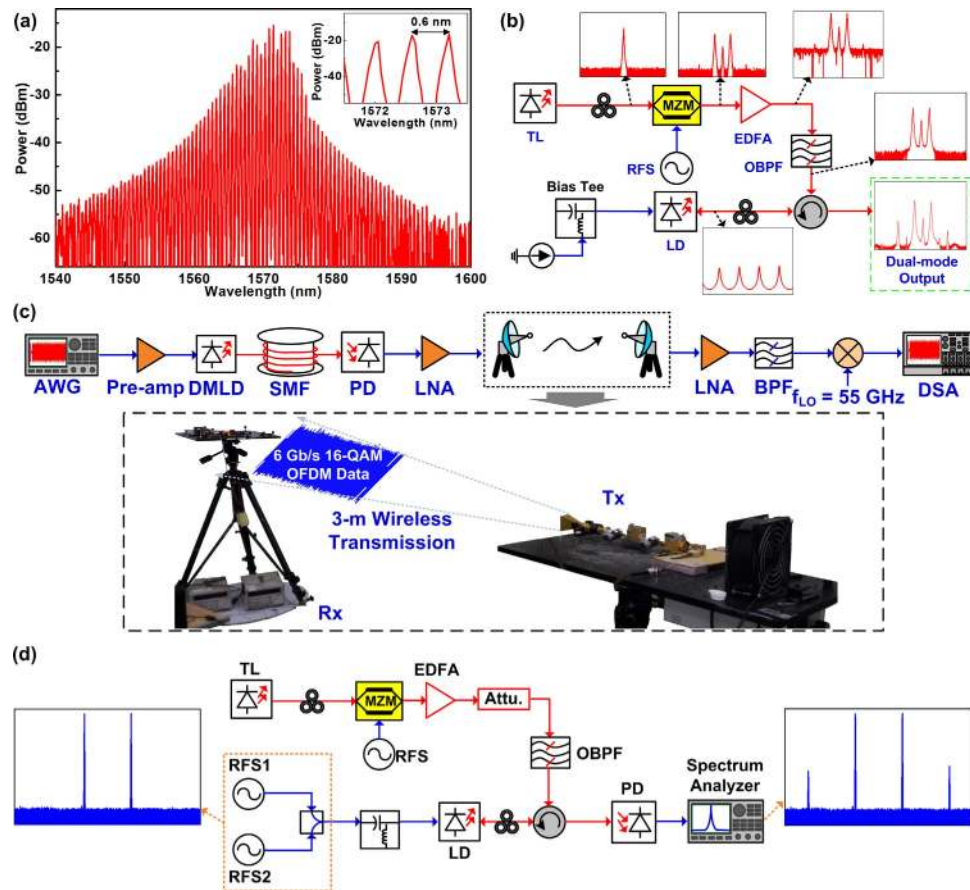 (a)
Power (dBm)
-20
-30
-40
-50
-60
1540
1550
1560
1570
1580
1590
1600
Wavelength (nm)
Power (dBm)
-20
-40
0.6 nm
1572
1573
Wavelength (nm)
(b)
TL
MZM
EDFA
RFS
OBPF
Bias Tee
LD
Dual-mode
Output
(c)
AWG
Pre-amp
DMLD
SMF
PD
LNA
LNA
BPF
fLO = 55 GHz
DSA
6 Gb/s 16-QAM
OFDM Data
3-m Wireless
Transmission
Tx
Rx
(d)
TL
MZM
EDFA
Attu.
RFS
OBPF
RFS1
RFS2
LD
PD
Spectrum
Analyzer